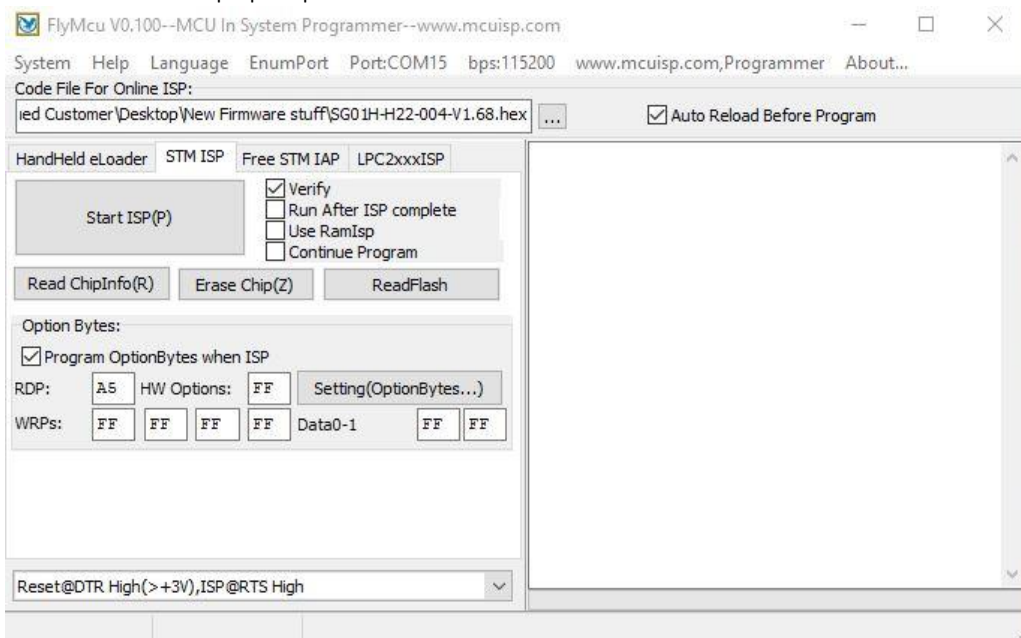 FlyMcu V0.100--MCU In System Programmer--www.mcuisp.com
System Help Language EnumPort Port:COM15 bps:115200 www.mcuisp.com,Programmer About...
Code File For Online ISP:
ied Customer\Desktop\New Firmware stuff\SG01H-H22-004-V1.68.hex ... Auto Reload Before Program
HandHeld eLoader STM ISP Free STM IAP LPC2xxxISP
Start ISP(P)
Verify
Run After ISP complete
Use RamIsp
Continue Program
Read ChipInfo(R) Erase Chip(Z) ReadFlash
Option Bytes:
Program OptionBytes when ISP
RDP: A5 HW Options: FF Setting(OptionBytes...)
WRPs: FF FF FF FF Data0-1 FF FF
Reset@DTR High(>+3V),ISP@RTS High